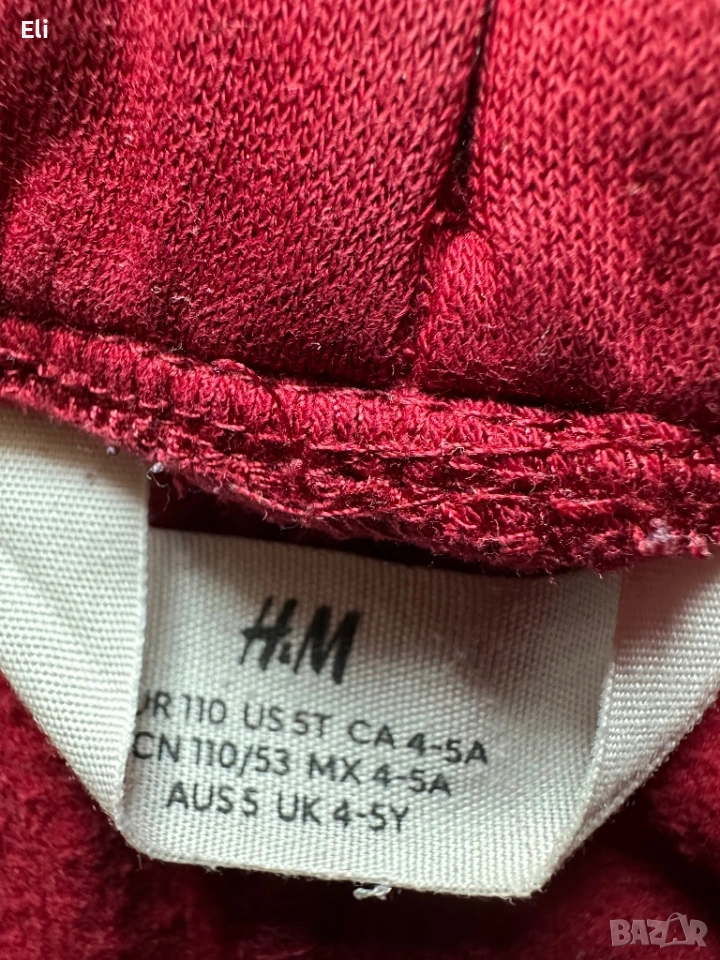 Eli
H&M
UR 110 US 5T CA 4-5A
CN 110/53 MX 4-5A
AUS 5 UK 4-5Y
BAZAR